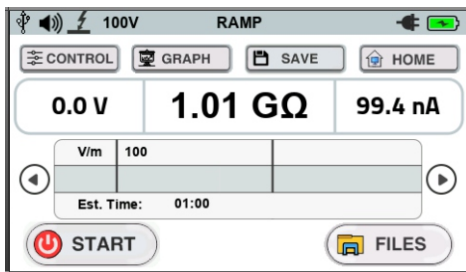 100V RAMP
CONTROL GRAPH SAVE HOME
0.0 V 1.01 GΩ 99.4 nA
V/m 100
Est. Time: 01:00
START FILES